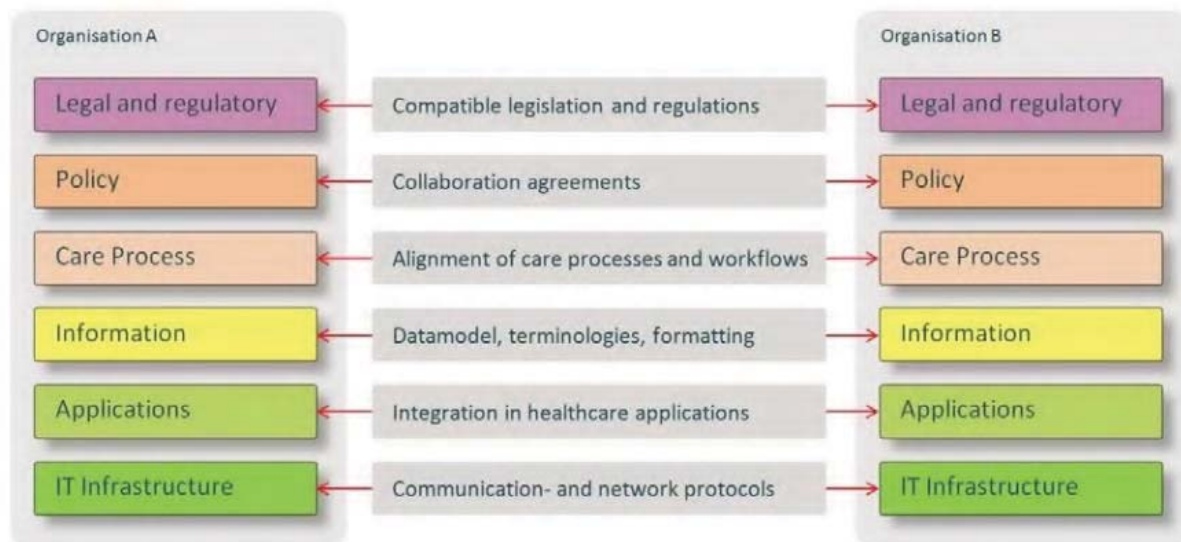 Organisation A
Organisation B
Legal and regulatory
Compatible legislation and regulations
Legal and regulatory
Policy
Collaboration agreements
Policy
Care Process
Alignment of care processes and workflows
Care Process
Information
Datamodel, terminologies, formatting
Information
Applications
Integration in healthcare applications
Applications
IT Infrastructure
Communication- and network protocols
IT Infrastructure